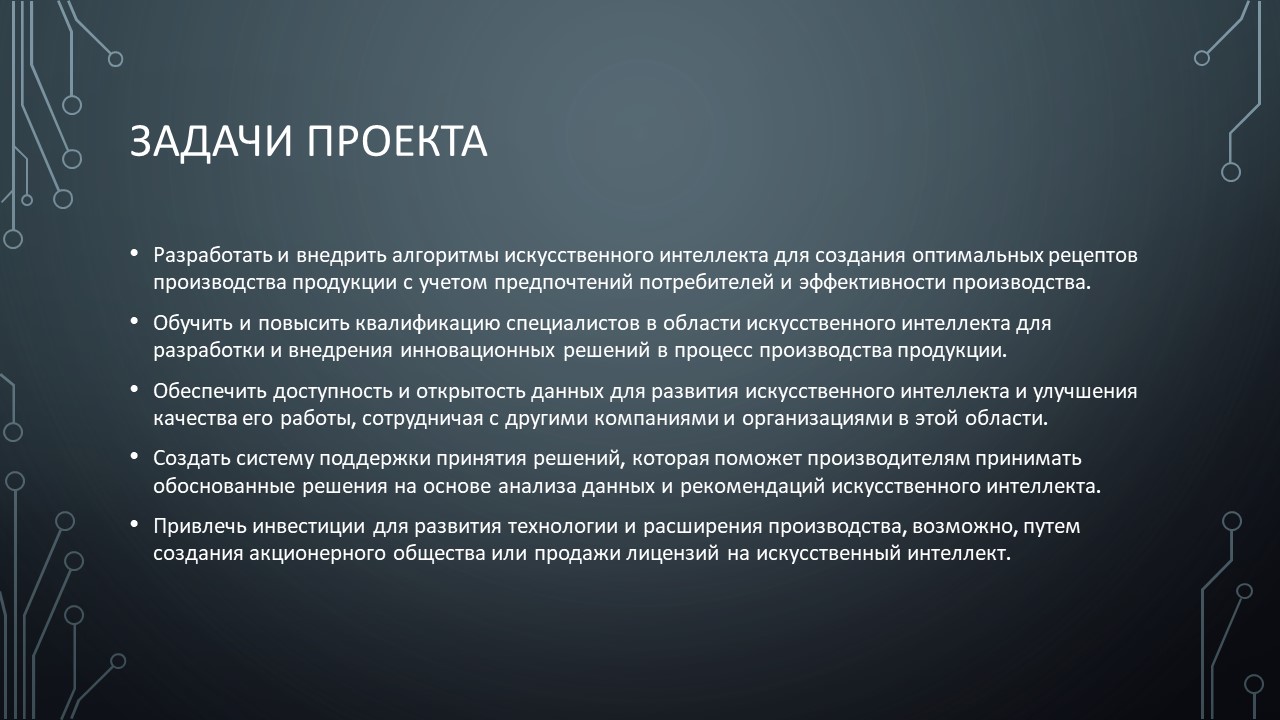 ЗАДАЧИ ПРОЕКТА
• Разработать и внедрить алгоритмы искусственного интеллекта для создания оптимальных рецептов
производства продукции с учетом предпочтений потребителей и эффективности производства.
• Обучить и повысить квалификацию специалистов в области искусственного интеллекта для
разработки и внедрения инновационных решений в процесс производства продукции.
• Обеспечить доступность и открытость данных для развития искусственного интеллекта и улучшения
качества его работы, сотрудничая с другими компаниями и организациями в этой области.
• Создать систему поддержки принятия решений, которая поможет производителям принимать
обоснованные решения на основе анализа данных и рекомендаций искусственного интеллекта.
• Привлечь инвестиции для развития технологии и расширения производства, возможно, путем
создания акционерного общества или продажи лицензий на искусственный интеллект.